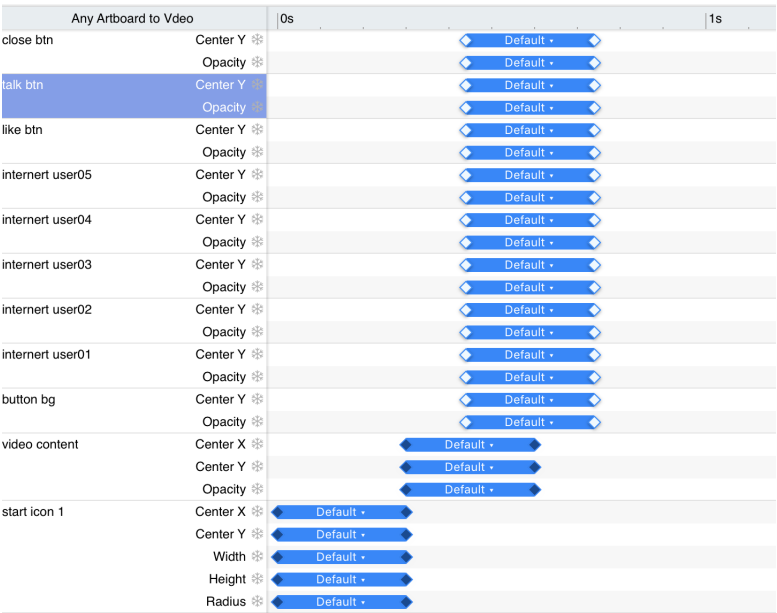 Any Artboard to Vdeo 0s 1s
close btn Center Y Default
Opacity Default
talk btn Center Y Default
Opacity Default
like btn Center Y Default
Opacity Default
internert user05 Center Y Default
Opacity Default
internert user04 Center Y Default
Opacity Default
internert user03 Center Y Default
Opacity Default
internert user02 Center Y Default
Opacity Default
internert user01 Center Y Default
Opacity Default
button bg Center Y Default
Opacity Default
video content Center X Default
Center Y Default
Opacity Default
start icon 1 Center X Default
Center Y Default
Width Default
Height Default
Radius Default